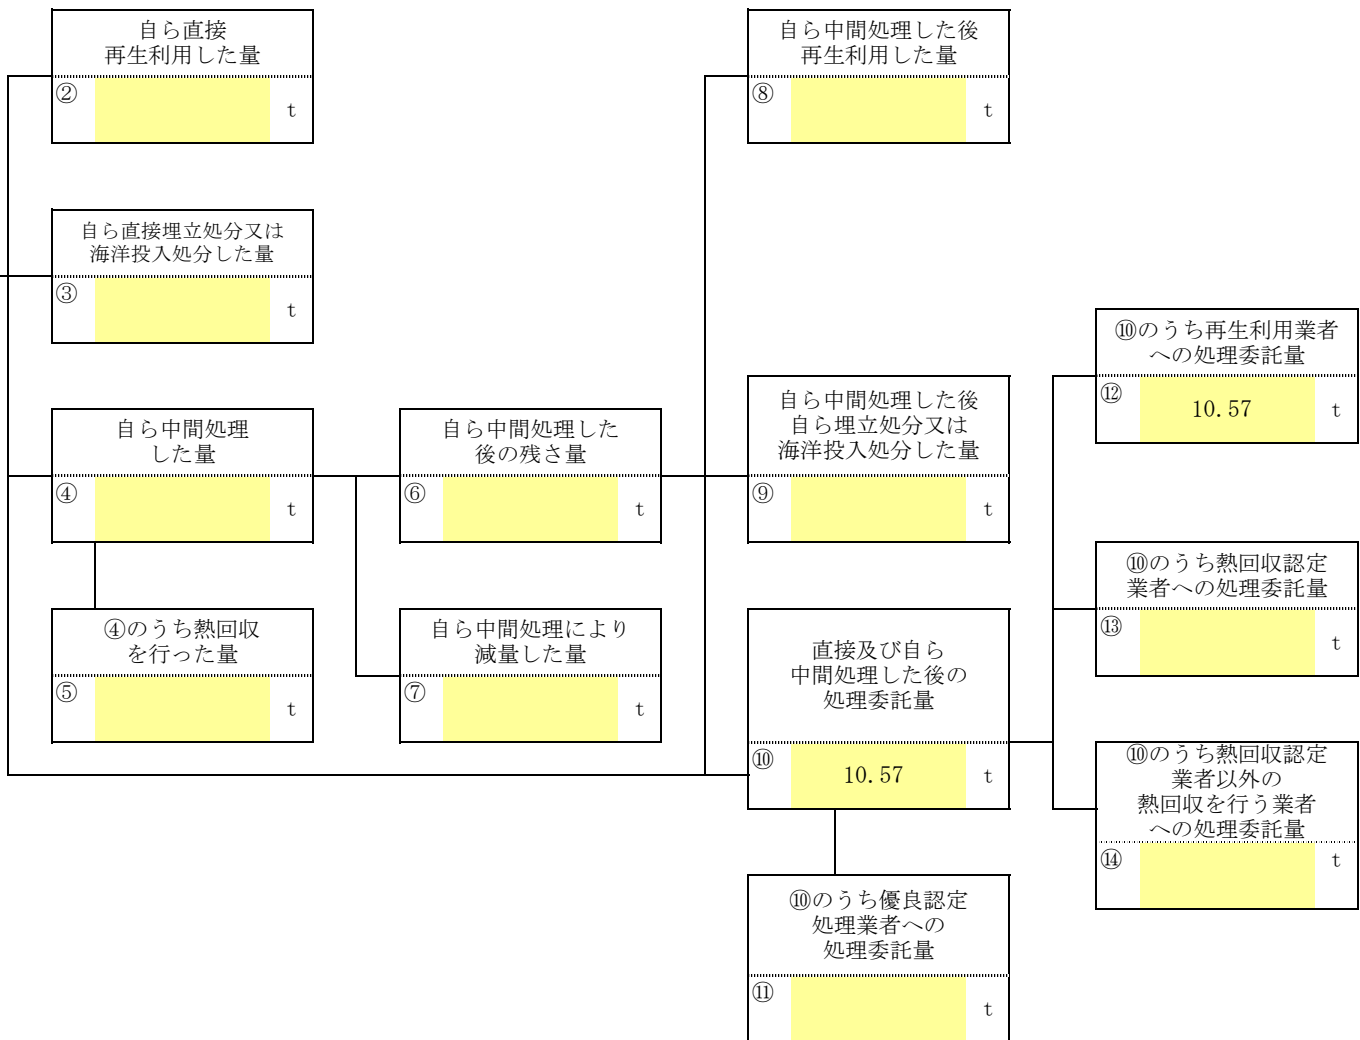 自ら直接
再生利用した量
②
t
自ら中間処理した後
再生利用した量
⑧
t
自ら直接埋立処分又は
海洋投入処分した量
③
t
⑩のうち再生利用業者
への処理委託量
⑫
10.57
t
自ら中間処理
した量
④
t
自ら中間処理した
後の残さ量
⑥
t
自ら中間処理した後
自ら埋立処分又は
海洋投入処分した量
⑨
t
⑩のうち熱回収認定
業者への処理委託量
⑬
t
④のうち熱回収
を行った量
⑤
t
自ら中間処理により
減量した量
⑦
t
直接及び自ら
中間処理した後の
処理委託量
⑩
10.57
t
⑩のうち熱回収認定
業者以外の
熱回収を行う業者
への処理委託量
⑭
t
⑩のうち優良認定
処理業者への
処理委託量
⑪
t